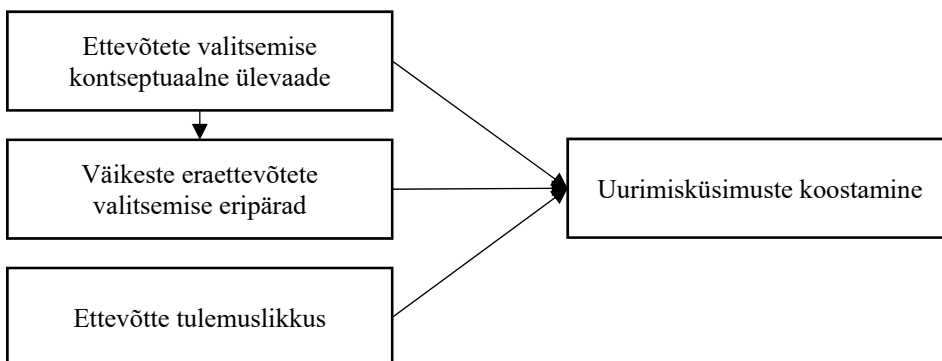 Ettevõtete valitsemise
kontseptuaalne ülevaade
Väikeste eraettevõtete
valitsemise eripärad
Uurimisküsimuste koostamine
Ettevõtte tulemuslikkus